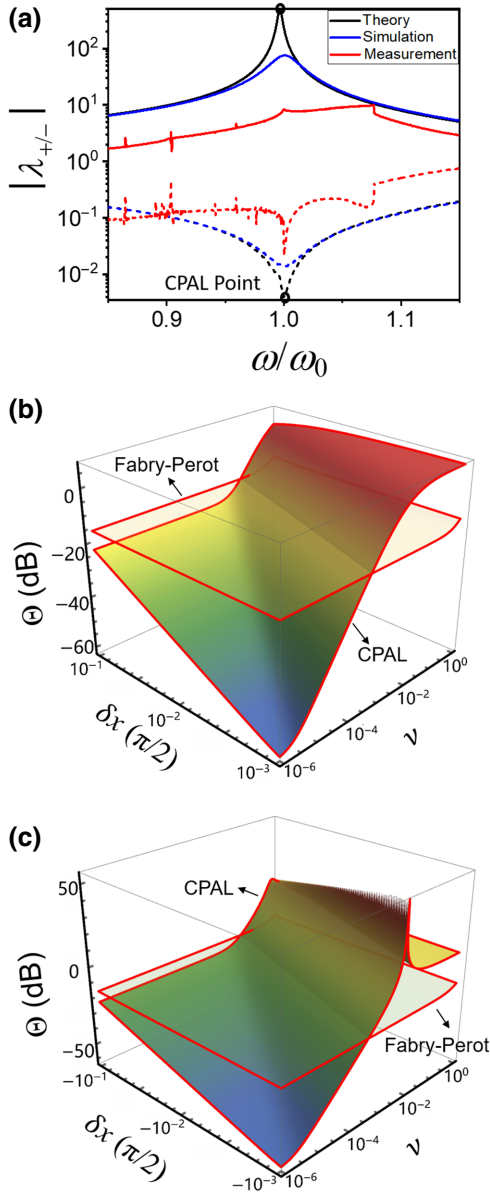 (a)
Theory
Simulation
Measurement
10²
10¹
10⁰
10⁻¹
10⁻²
|λ₊/₋|
CPAL Point
0.9 1.0 1.1
ω/ω₀
(b)
Fabry-Perot
CPAL
0
−20
−40
−60
Θ (dB)
10⁻¹ 10⁻² 10⁻³
δx (π/2)
10⁻⁶ 10⁻⁴ 10⁻² 10⁰
ν
(c)
CPAL
Fabry-Perot
50
0
−50
Θ (dB)
−10⁻¹ −10⁻² −10⁻³
δx (π/2)
10⁻⁶ 10⁻⁴ 10⁻² 10⁰
ν